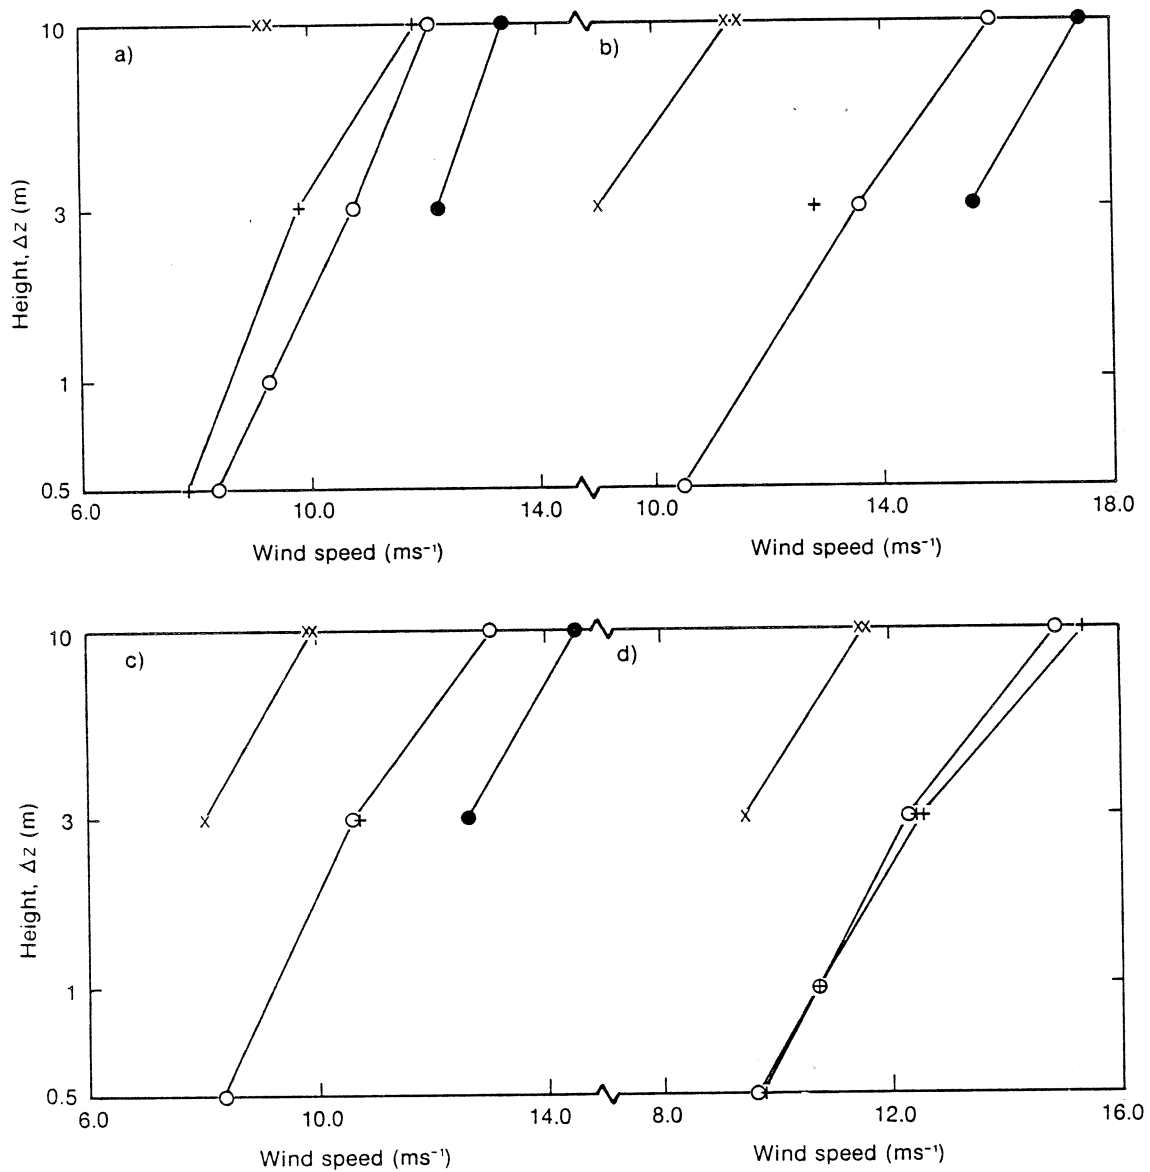 10
a)
b)
3
1
0.5
Height, Δz (m)
6.0 10.0 14.0 10.0 14.0 18.0
Wind speed (ms⁻¹) Wind speed (ms⁻¹)
10
c)
d)
3
1
0.5
Height, Δz (m)
6.0 10.0 14.0 8.0 12.0 16.0
Wind speed (ms⁻¹) Wind speed (ms⁻¹)